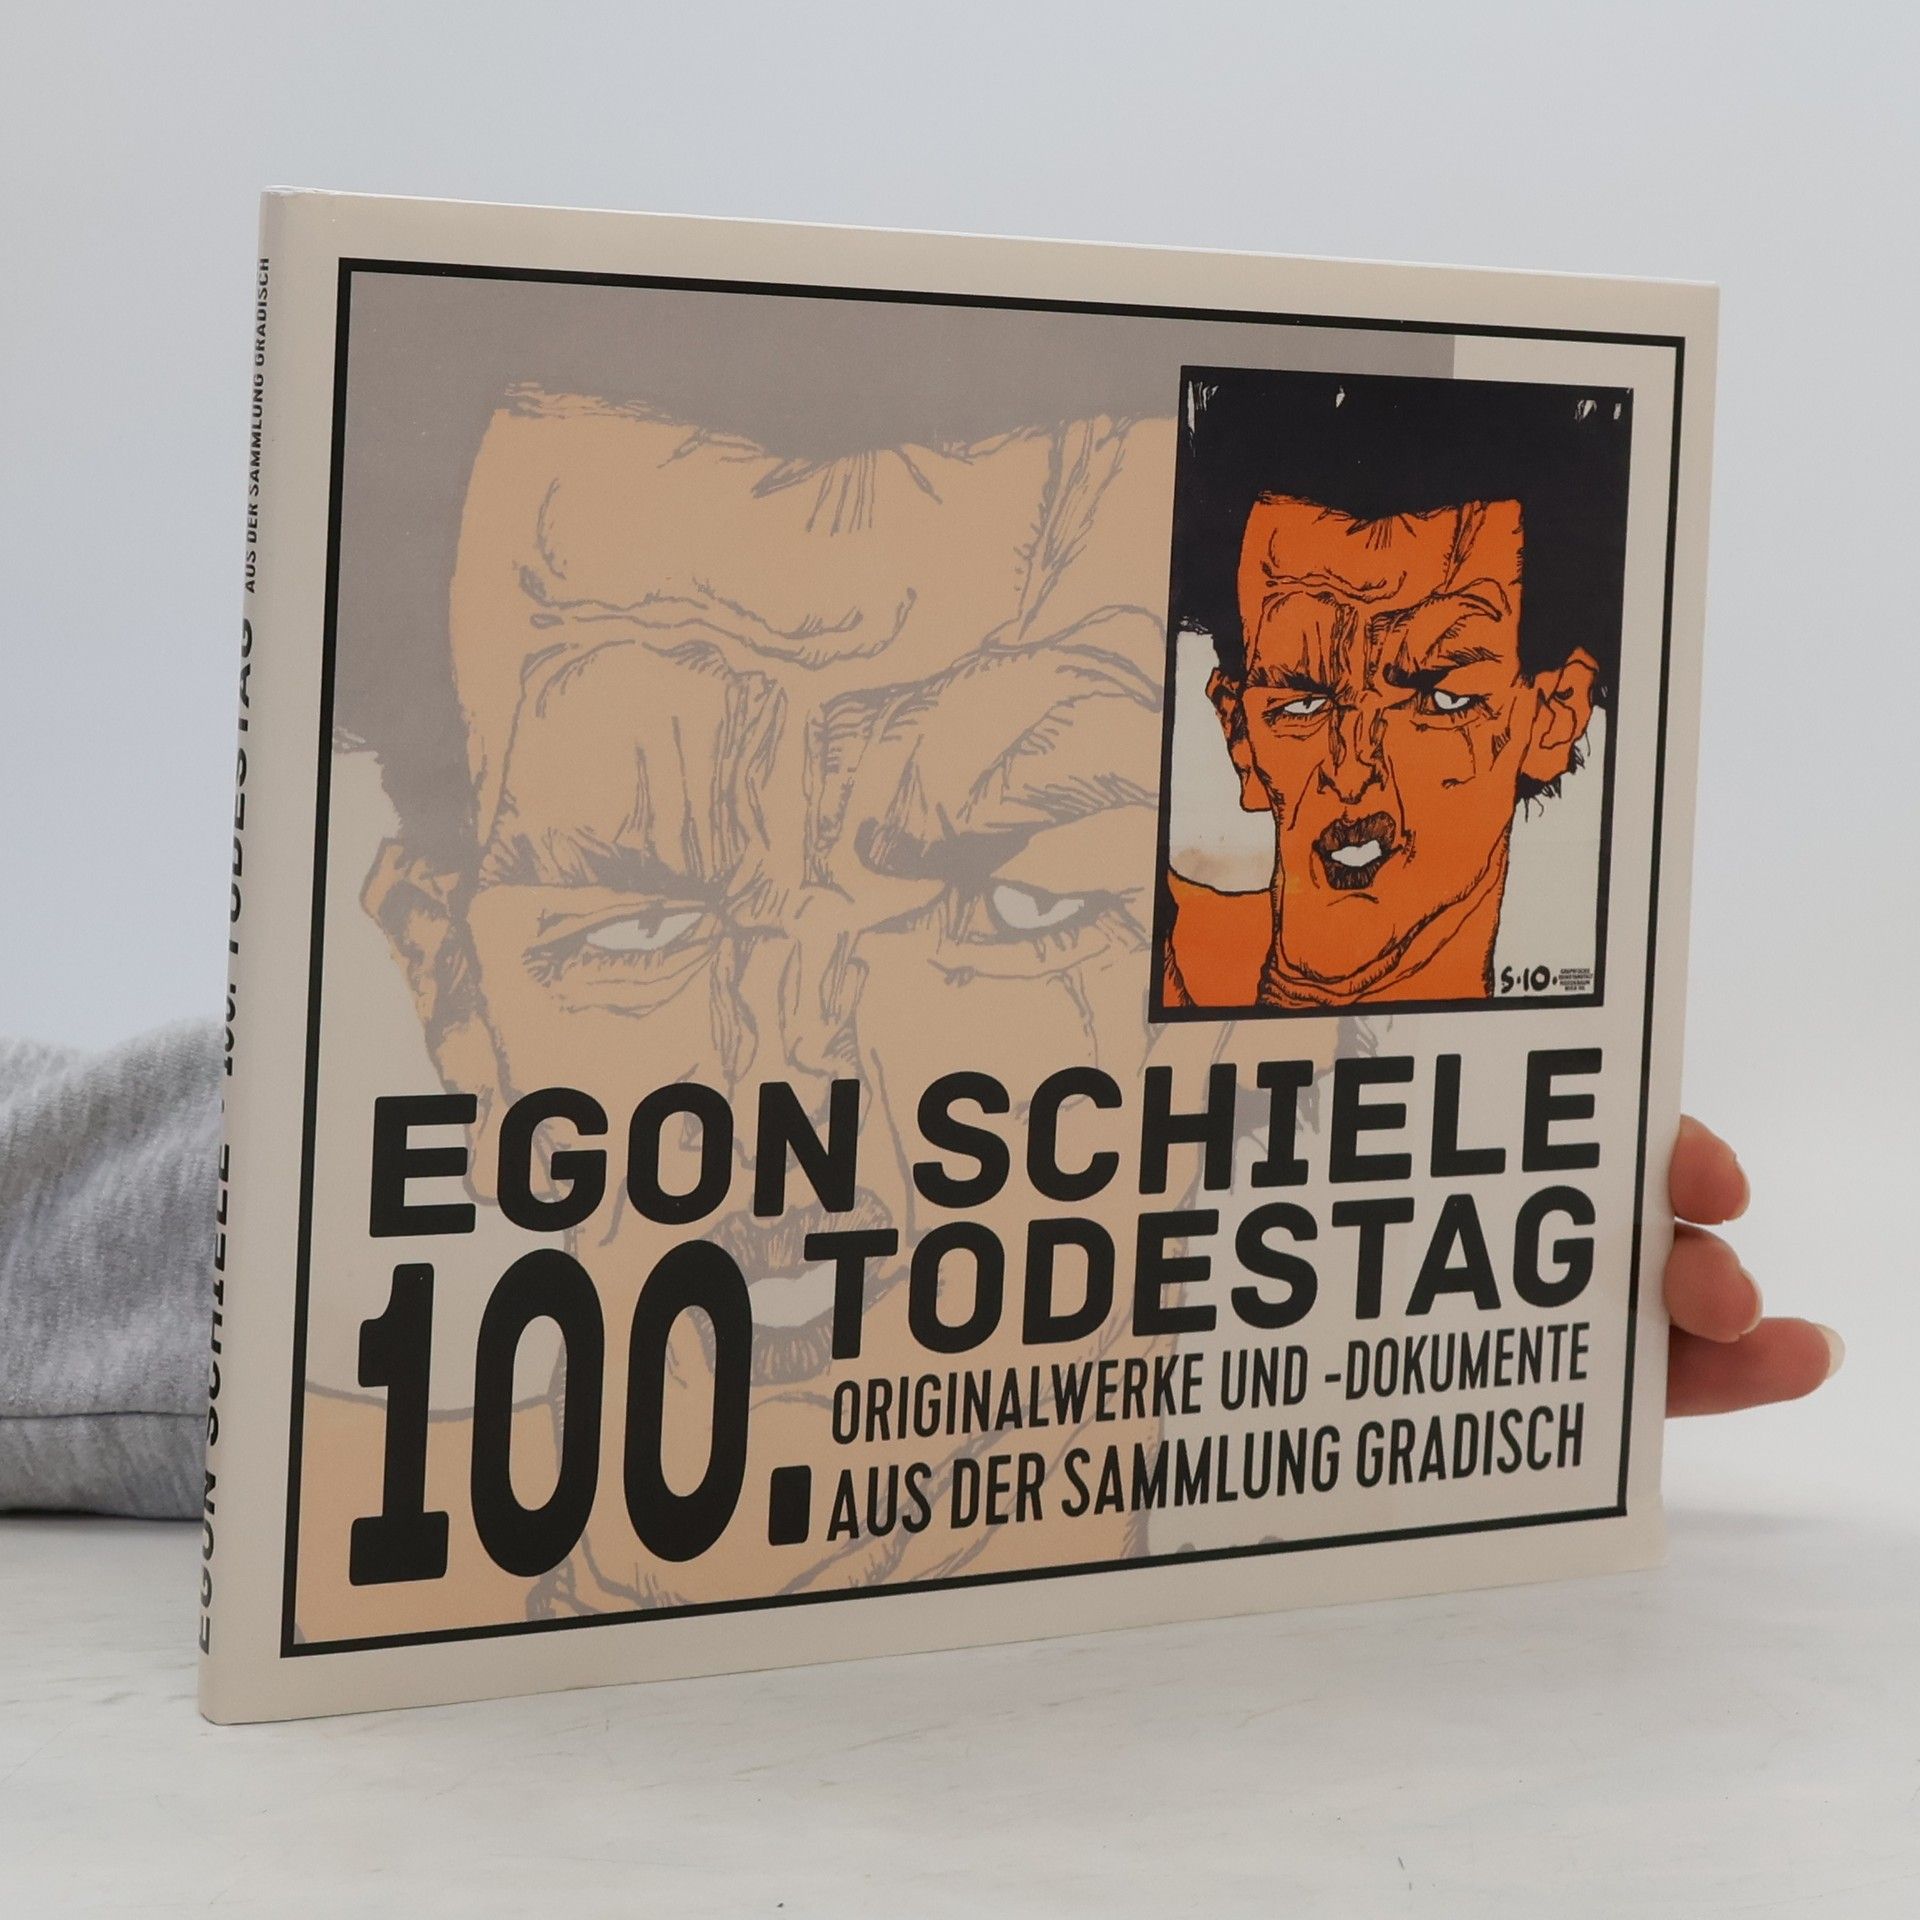 EGON SCHIELE
100. TODESTAG
ORIGINALWERKE UND -DOKUMENTE
AUS DER SAMMLUNG GRADISCH
S.10.
EGON SCHIELE · 100. TODESTAG AUS DER SAMMLUNG GRADISCH